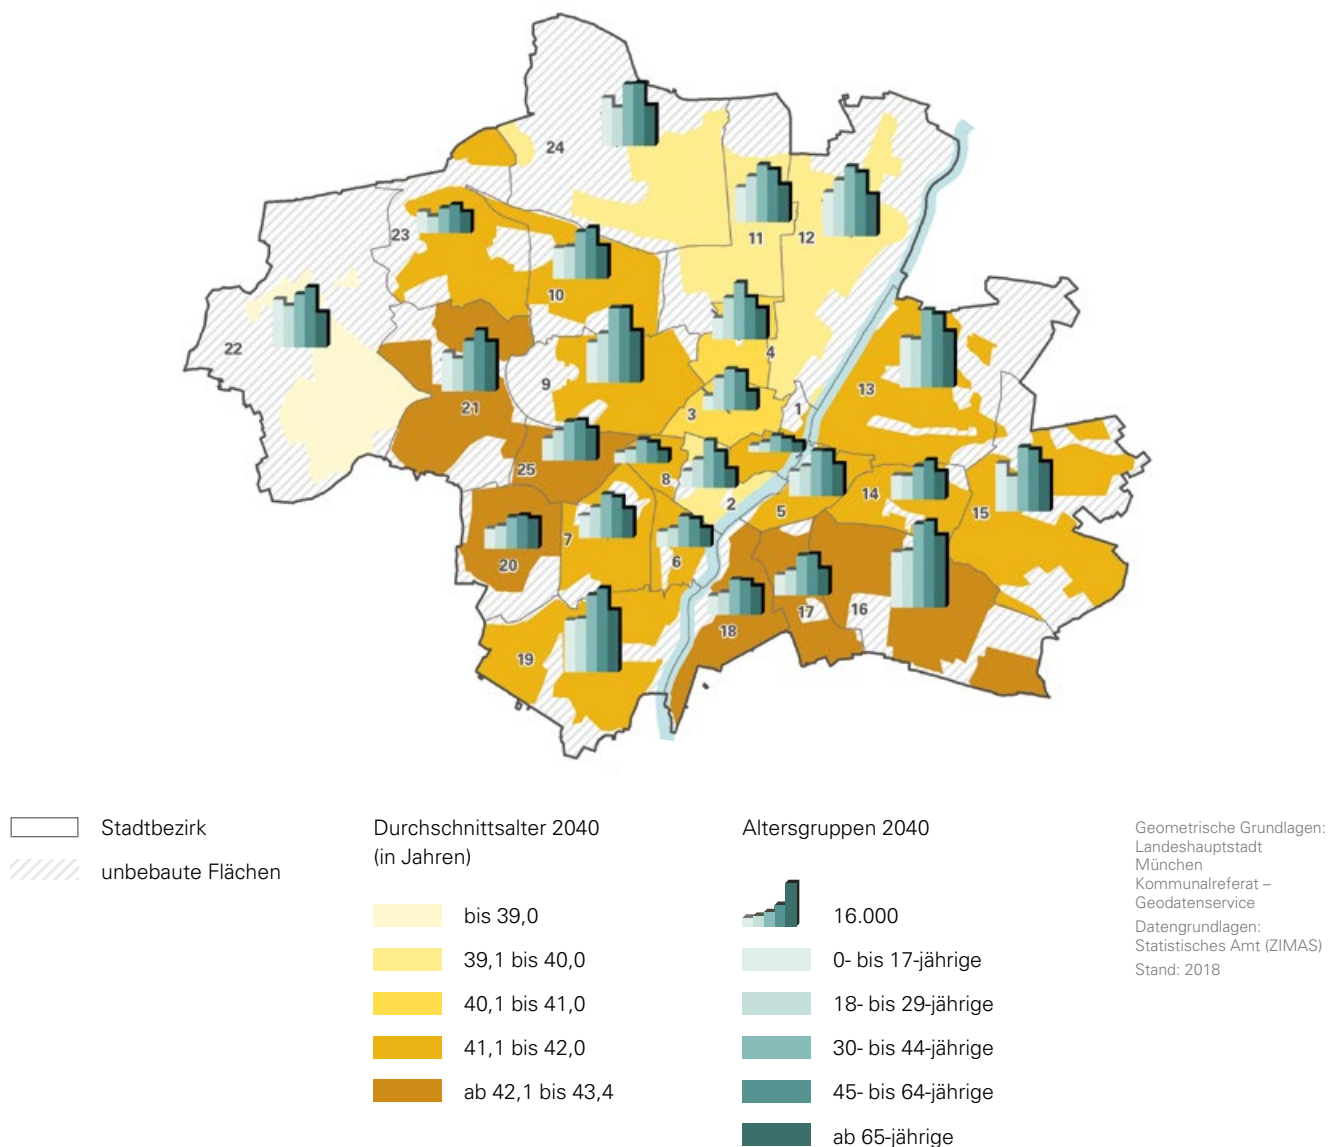 24
11
12
23
10
22
4
9
13
21
3
1
25
8
2
14
15
5
7
6
20
17
16
18
19
Stadtbezirk
unbebaute Flächen
Durchschnittsalter 2040
(in Jahren)
bis 39,0
39,1 bis 40,0
40,1 bis 41,0
41,1 bis 42,0
ab 42,1 bis 43,4
Altersgruppen 2040
16.000
0- bis 17-jährige
18- bis 29-jährige
30- bis 44-jährige
45- bis 64-jährige
ab 65-jährige
Geometrische Grundlagen:
Landeshauptstadt
München
Kommunalreferat –
Geodatenservice
Datengrundlagen:
Statistisches Amt (ZIMAS)
Stand: 2018